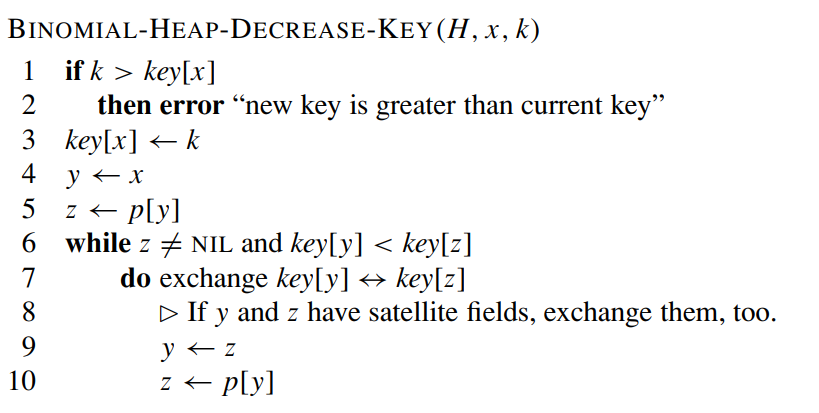 BINOMIAL-HEAP-DECREASE-KEY(H, x, k)
1 if k > key[x]
2 then error “new key is greater than current key”
3 key[x] ← k
4 y ← x
5 z ← p[y]
6 while z ≠ NIL and key[y] < key[z]
7 do exchange key[y] ↔ key[z]
8 ▷ If y and z have satellite fields, exchange them, too.
9 y ← z
10 z ← p[y]